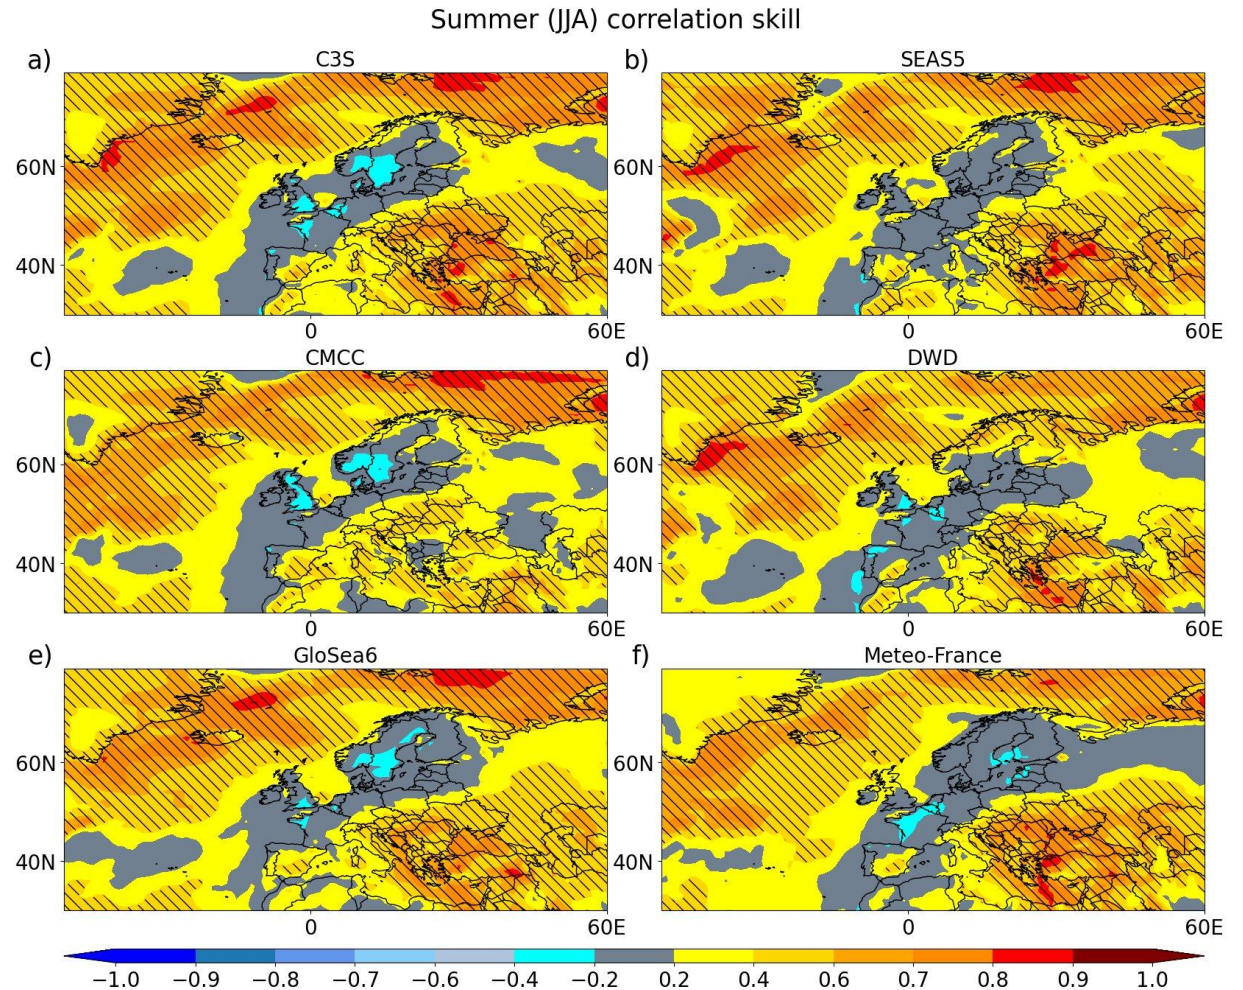 Summer (JJA) correlation skill
a) C3S
b) SEAS5
60N 60N
40N 40N
0 60E 0 60E
c) CMCC
d) DWD
60N 60N
40N 40N
0 60E 0 60E
e) GloSea6
f) Meteo-France
60N 60N
40N 40N
0 60E 0 60E
−1.0 −0.9 −0.8 −0.7 −0.6 −0.4 −0.2 0.2 0.4 0.6 0.7 0.8 0.9 1.0